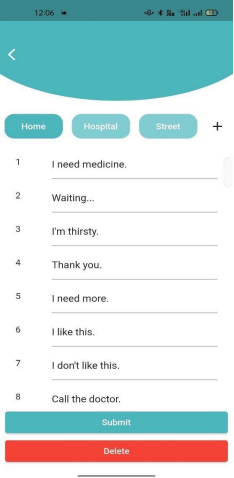 12:06
Home Hospital Street +
1 I need medicine.
2 Waiting...
3 I'm thirsty.
4 Thank you.
5 I need more.
6 I like this.
7 I don't like this.
8 Call the doctor.
Submit
Delete